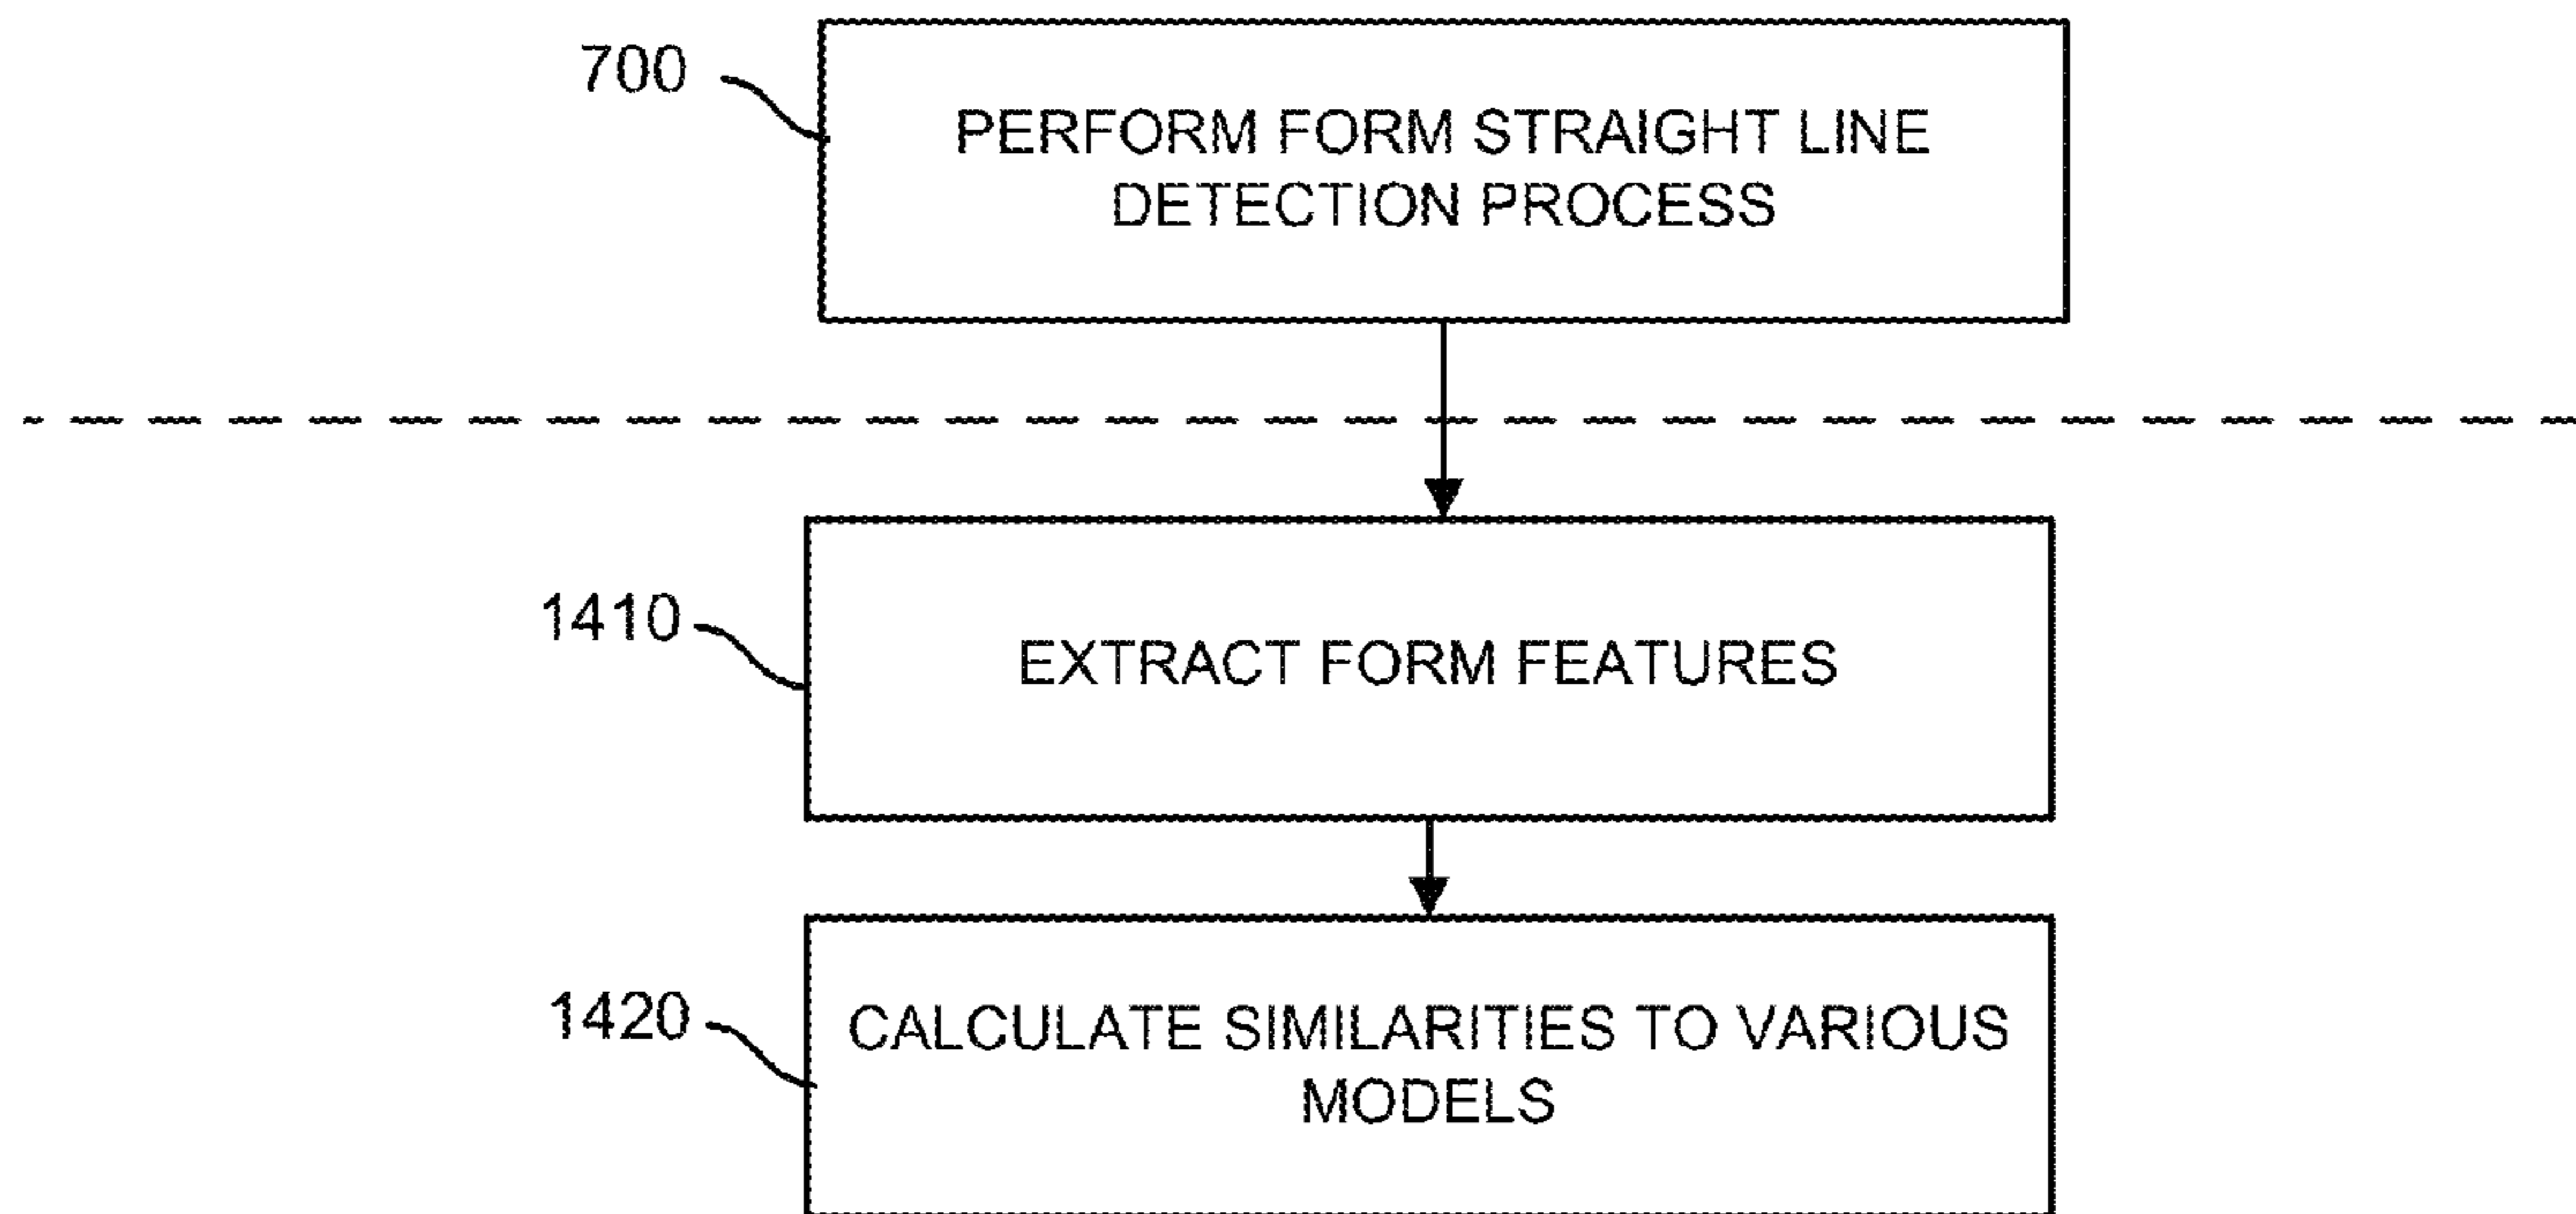 700
PERFORM FORM STRAIGHT LINE
DETECTION PROCESS
1410
EXTRACT FORM FEATURES
1420
CALCULATE SIMILARITIES TO VARIOUS
MODELS